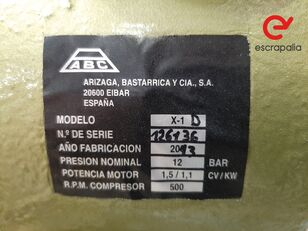 escrapalia
ABC
ARIZAGA, BASTARRICA Y CIA., S.A.
20600 EIBAR
ESPAÑA
MODELO X-1 D
N.º DE SERIE 126136
AÑO FABRICACION 2013
PRESION NOMINAL 12 BAR
POTENCIA MOTOR 1,5/1,1 CV/KW
R.P.M. COMPRESOR 500